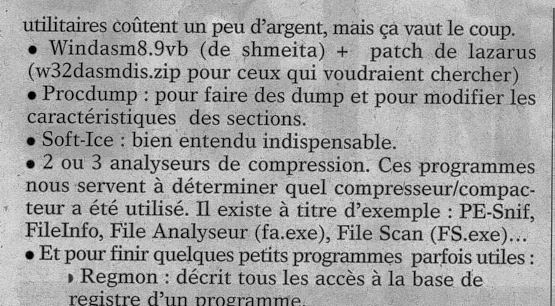 utilitaires coûtent un peu d'argent, mais ça vaut le coup.
● Windasm8.9vb (de shmeita) + patch de lazarus
(w32dasmdis.zip pour ceux qui voudraient chercher)
● Procdump : pour faire des dump et pour modifier les
caractéristiques des sections.
● Soft-Ice : bien entendu indispensable.
● 2 ou 3 analyseurs de compression. Ces programmes
nous servent à déterminer quel compresseur/compac-
teur a été utilisé. Il existe à titre d'exemple : PE-Snif,
FileInfo, File Analyseur (fa.exe), File Scan (FS.exe)...
● Et pour finir quelques petits programmes parfois utiles :
◗ Regmon : décrit tous les accès à la base de
registre d'un programme.